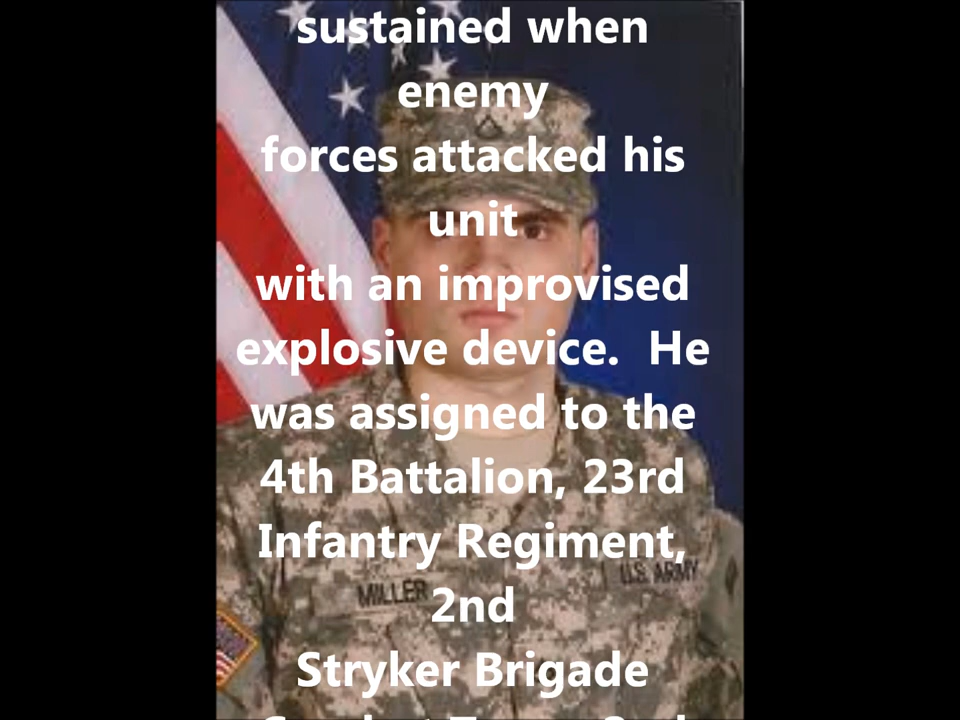 sustained when
enemy
forces attacked his
unit
with an improvised
explosive device.  He
was assigned to the
4th Battalion, 23rd
Infantry Regiment,
U.S. ARMY
MILLER
2nd
Stryker Brigade